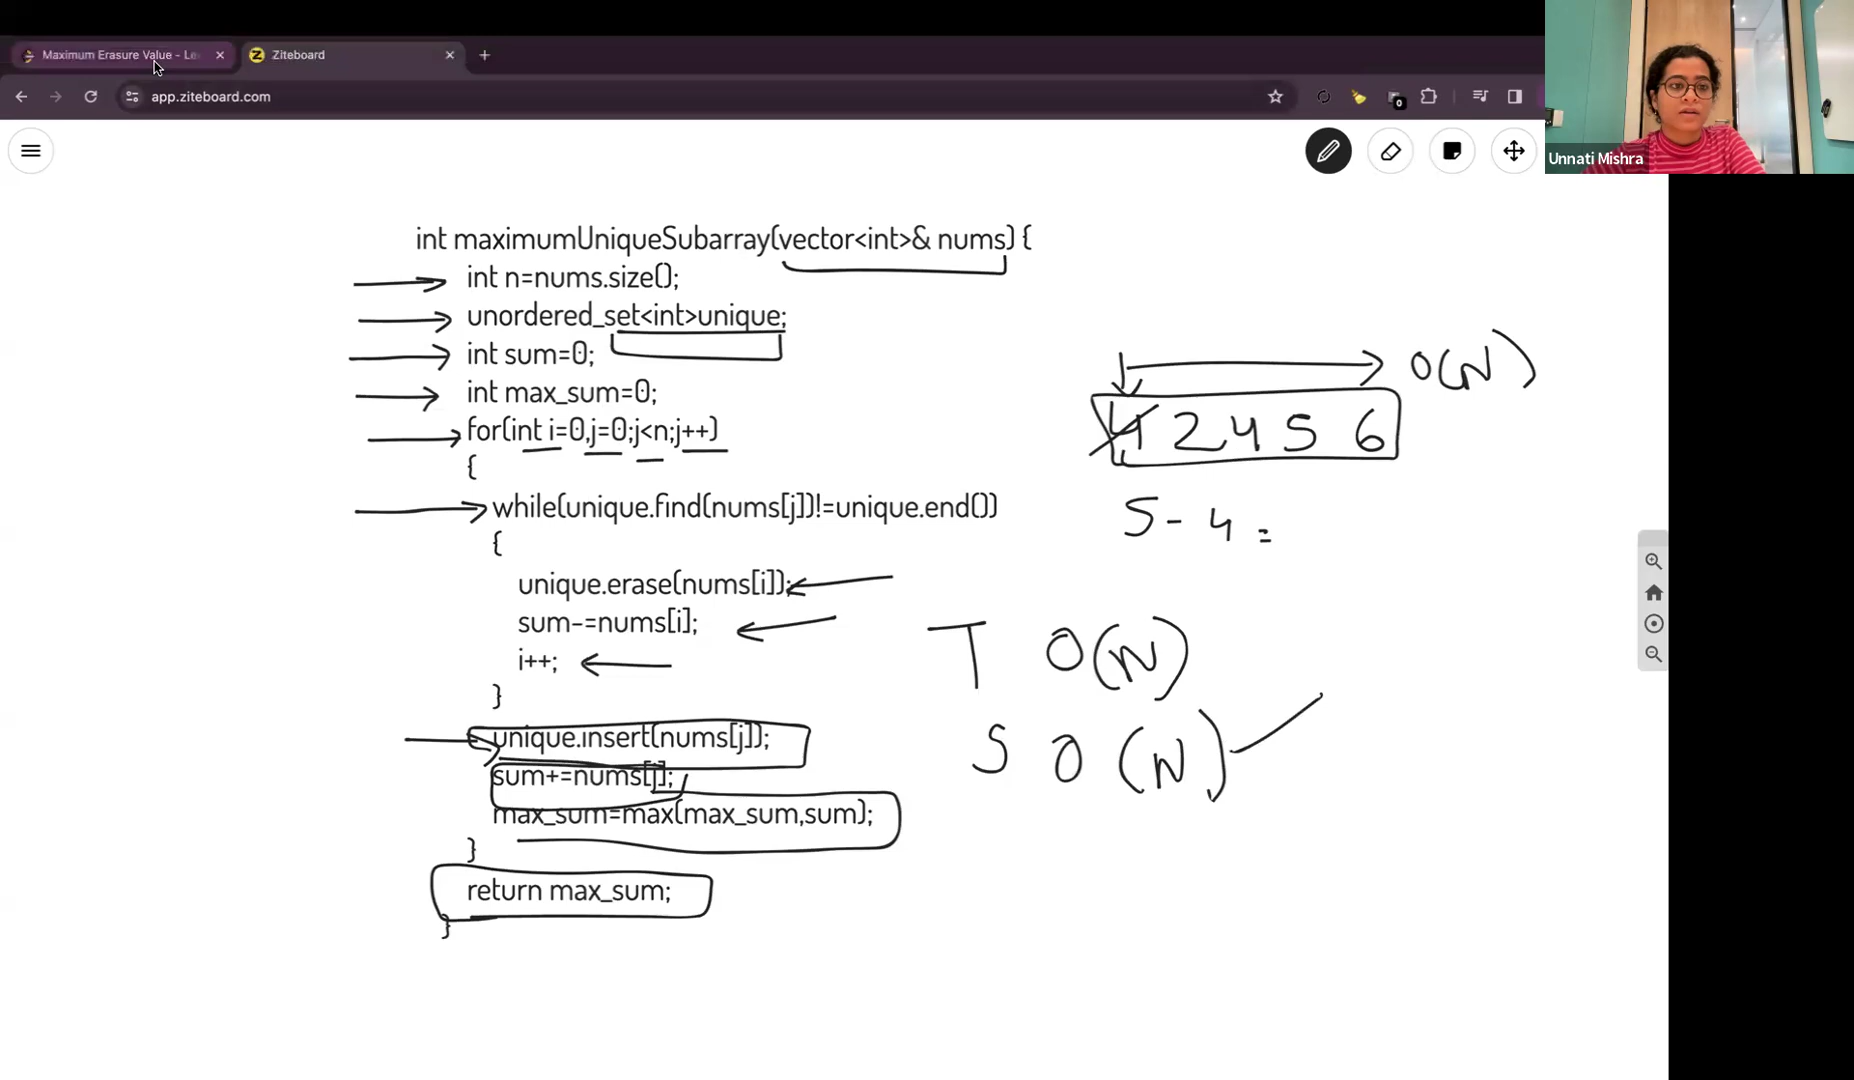 Maximum Erasure Value - Le
Ziteboard
app.ziteboard.com
0
Unnati Mishra
int maximumUniqueSubarray(vector<int>& nums) {
int n=nums.size();
unordered_set<int>unique;
int sum=0;
int max_sum=0;
for(int i=0,j=0;j<n;j++)
{
while(unique.find(nums[j])!=unique.end())
{
unique.erase(nums[i]);
sum-=nums[i];
i++;
}
unique.insert(nums[j]);
sum+=nums[j];
max_sum=max(max_sum,sum);
}
return max_sum;
}
O(N)
4 2 4 5 6
S - 4 =
T O(N)
S O(N)